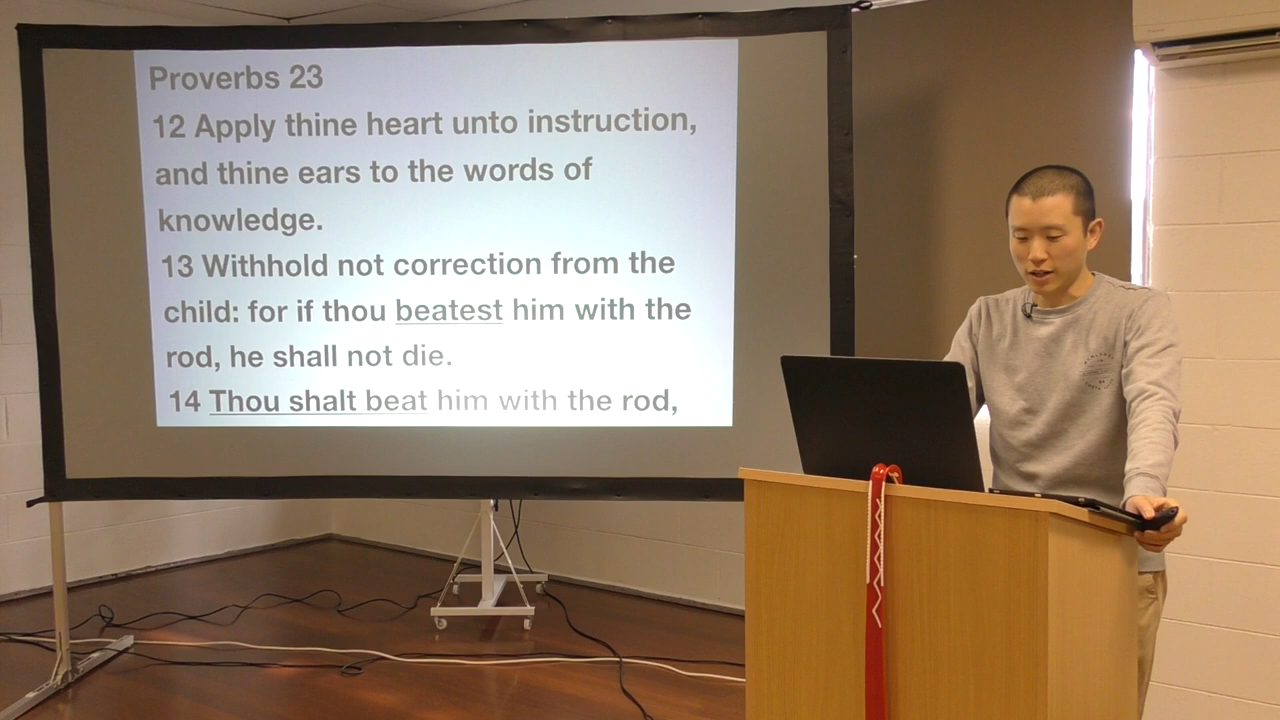 Proverbs 23
12 Apply thine heart unto instruction,
and thine ears to the words of
knowledge.
13 Withhold not correction from the
child: for if thou beatest him with the
rod, he shall not die.
14 Thou shalt beat him with the rod,